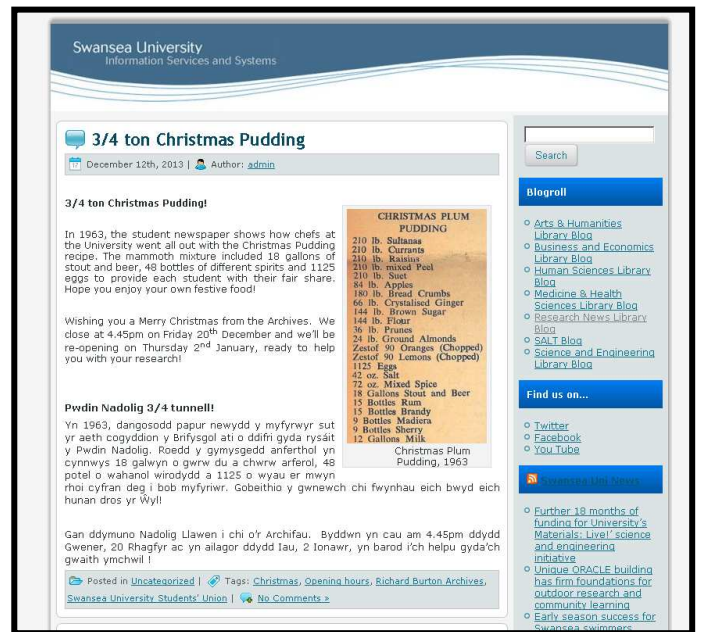 Swansea University
Information Services and Systems
3/4 ton Christmas Pudding
December 12th, 2013 | Author: admin
3/4 ton Christmas Pudding!
In 1963, the student newspaper shows how chefs at
the University went all out with the Christmas Pudding
recipe. The mammoth mixture included 18 gallons of
stout and beer, 48 bottles of different spirits and 1125
eggs to provide each student with their fair share.
Hope you enjoy your own festive food!
Wishing you a Merry Christmas from the Archives. We
close at 4.45pm on Friday 20th December and we'll be
re-opening on Thursday 2nd January, ready to help
you with your research!
CHRISTMAS PLUM
PUDDING
210 lb. Sultanas
210 lb. Currants
210 lb. Raisins
210 lb. mixed Peel
210 lb. Suet
84 lb. Apples
180 lb. Bread Crumbs
66 lb. Crystalised Ginger
144 lb. Brown Sugar
144 lb. Flour
36 lb. Prunes
24 lb. Ground Almonds
Zestof 90 Oranges (Chopped)
Zestof 90 Lemons (Chopped)
1125 Eggs
42 oz. Salt
72 oz. Mixed Spice
18 Gallons Stout and Beer
15 Bottles Rum
15 Bottles Brandy
9 Bottles Madiera
9 Bottles Sherry
12 Gallons Milk
Christmas Plum
Pudding, 1963
Pwdin Nadolig 3/4 tunnell!
Yn 1963, dangosodd papur newydd y myfyrwyr sut
yr aeth cogyddion y Brifysgol ati o ddifri gyda rysáit
y Pwdin Nadolig. Roedd y gymysgedd anferthol yn
cynnwys 18 galwyn o gwrw du a chwrw arferol, 48
potel o wahanol wirodydd a 1125 o wyau er mwyn
rhoi cyfran deg i bob myfyriwr. Gobeithio y gwnewch chi fwynhau eich bwyd eich
hunan dros yr Ŵyl!
Gan ddymuno Nadolig Llawen i chi o'r Archifau. Byddwn yn cau am 4.45pm ddydd
Gwener, 20 Rhagfyr ac yn ailagor ddydd Iau, 2 Ionawr, yn barod i'ch helpu gyda'ch
gwaith ymchwil !
Posted in Uncategorized | Tags: Christmas, Opening hours, Richard Burton Archives,
Swansea University Students' Union | No Comments »
Search
Blogroll
Arts & Humanities
Library Blog
Business and Economics
Library Blog
Human Sciences Library
Blog
Medicine & Health
Sciences Library Blog
Research News Library
Blog
SALT Blog
Science and Engineering
Library Blog
Find us on...
Twitter
Facebook
You Tube
Swansea Uni News
Further 18 months of
funding for University's
Materials: Live!' science
and engineering
initiative
Unique ORACLE building
has firm foundations for
outdoor research and
community learning
Early season success for
Swansea swimmers